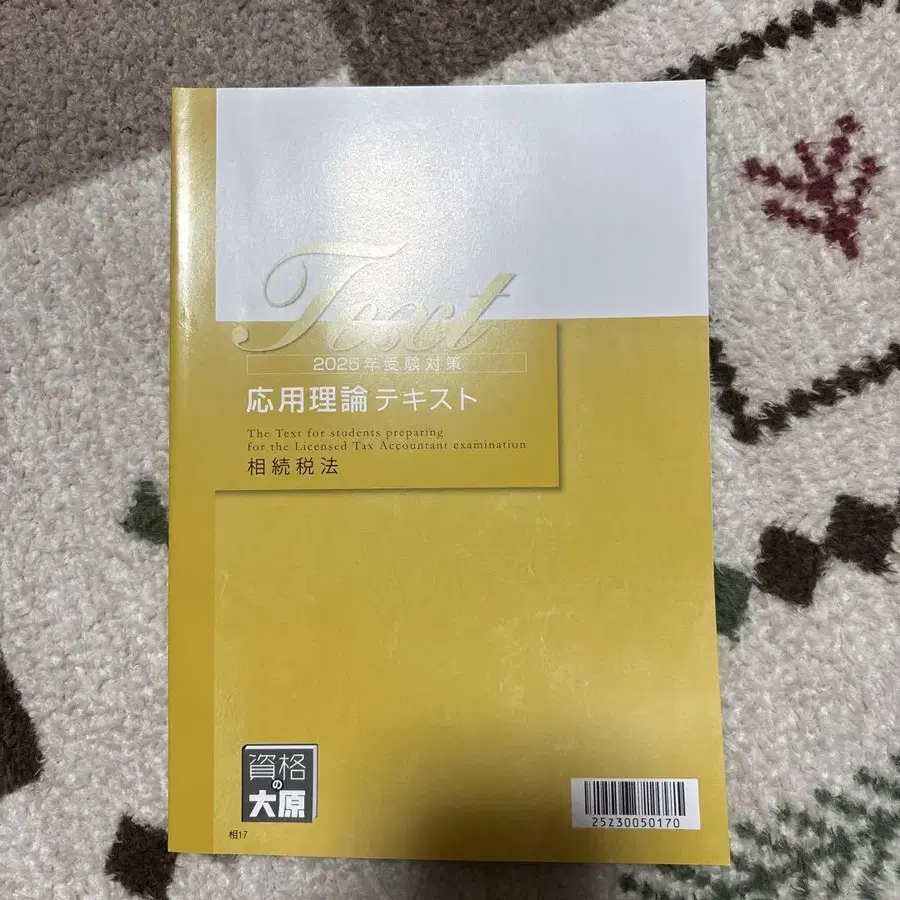 Text
2025年受験対策
応用理論テキスト
The Text for students preparing
for the Licensed Tax Accountant examination
相続税法
資格
の
大原
相17
25Z30050170